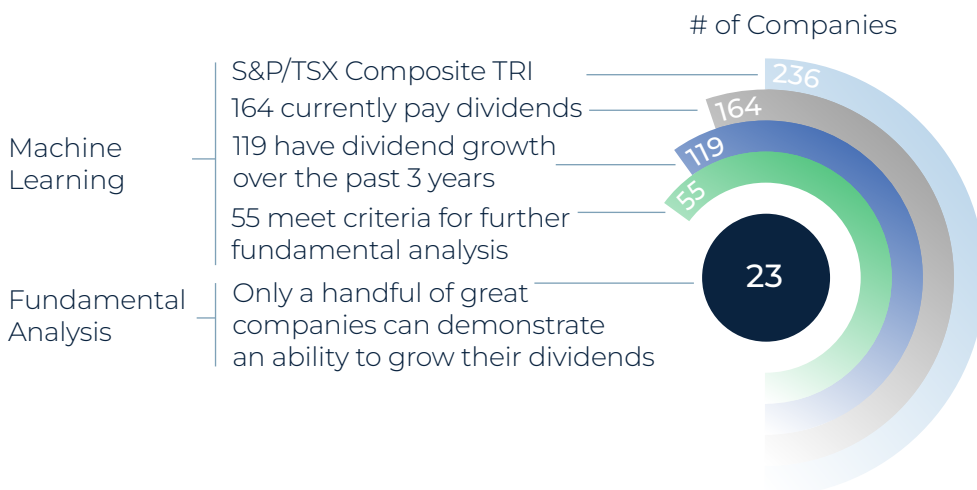 # of Companies
Machine
Learning
S&P/TSX Composite TRI
236
164 currently pay dividends
164
119 have dividend growth
over the past 3 years
119
55 meet criteria for further
fundamental analysis
55
Fundamental
Analysis
Only a handful of great
companies can demonstrate
an ability to grow their dividends
23